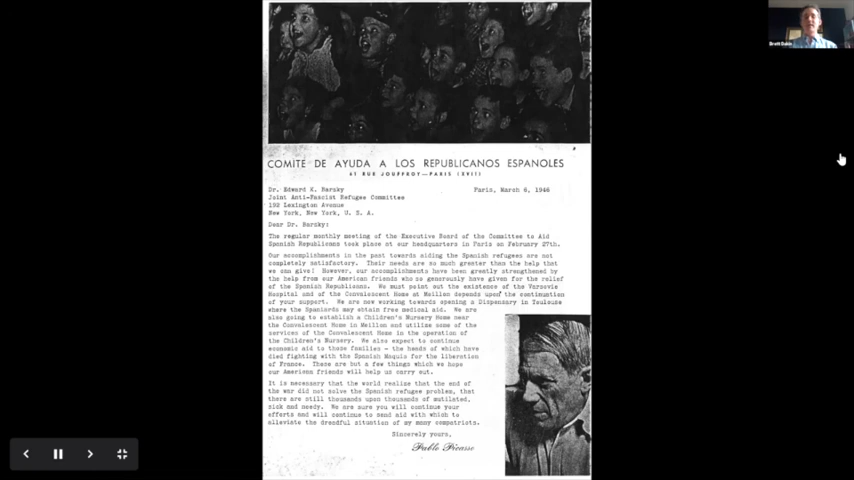 COMITE DE AYUDA A LOS REPUBLICANOS ESPANOLES
61 RUE JOUFFROY—PARIS (XVII)
Dr. Edward K. Barsky
Paris, March 6, 1946
Joint Anti-Fascist Refugee Committee
192 Lexington Avenue
New York, New York, U. S. A.
Dear Dr. Barsky:
The regular monthly meeting of the Executive Board of the Committee to Aid
Spanish Republicans took place at our headquarters in Paris on February 27th.
Our accomplishments in the past towards aiding the Spanish refugees are not
completely satisfactory. Their needs are so much greater than the help that
we can give! However, our accomplishments have been greatly strengthened by
the help from our American friends who so generously have given for the relief
of the Spanish Republicans. We must point out the existence of the Varsovie
Hospital and of the Convalescent Home at Meillon depends upon the continuation
of your support. We are now working towards opening a Dispensary in Toulouse
where the Spaniards may obtain free medical aid. We are
also going to establish a Children's Nursery Home near
the Convalescent Home in Meillon and utilize some of the
services of the Convalescent Home in the operation of
the Children's Nursery. We also expect to continue
economic aid to those families - the heads of which have
died fighting with the Spanish Maquis for the liberation
of France. These are but a few things which we hope
our American friends will help us carry out.
It is necessary that the world realize that the end of
the war did not solve the Spanish refugee problem, that
there are still thousands upon thousands of mutilated,
sick and needy. We are sure you will continue your
efforts and will continue to send aid with which to
alleviate the dreadful situation of my many compatriots.
Sincerely yours,
Pablo Picasso